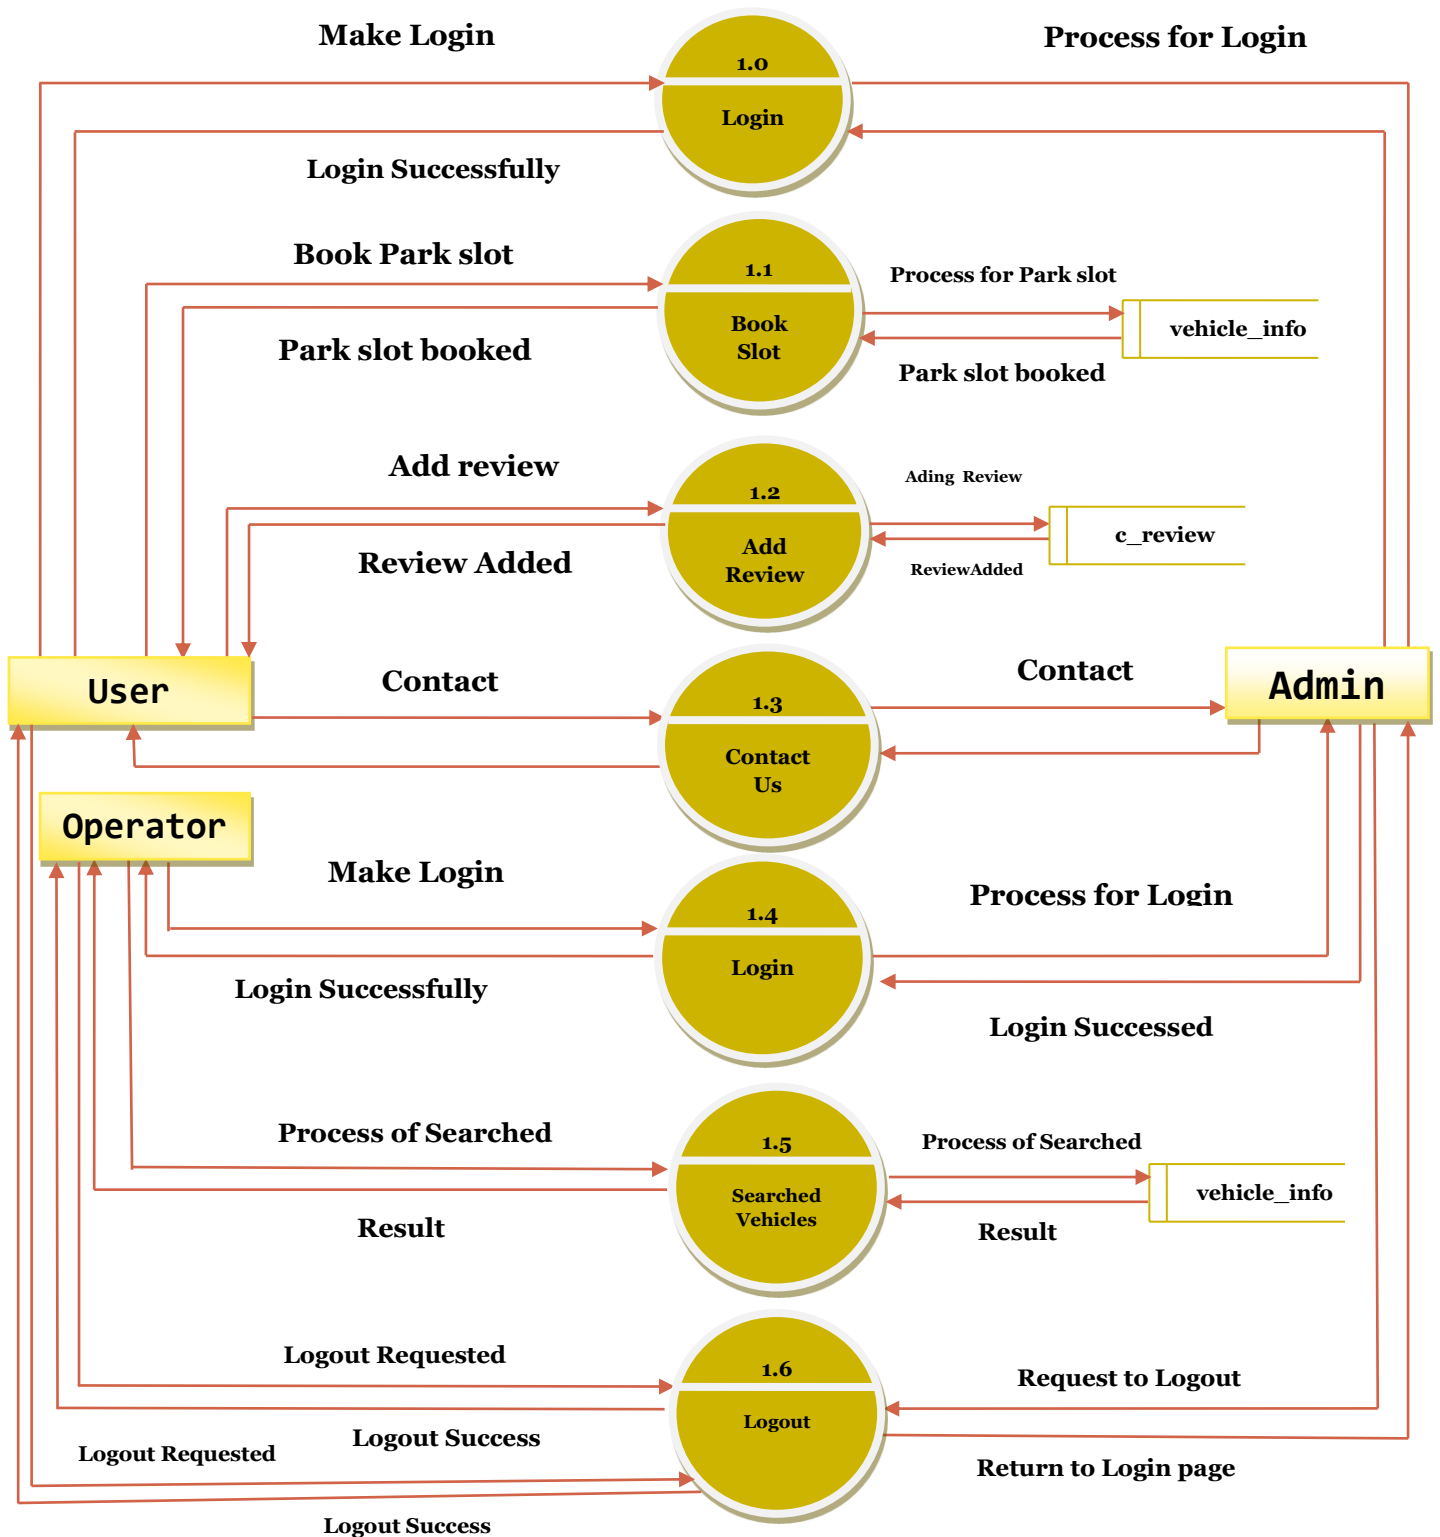 Make Login
Process for Login
1.0
Login
Login Successfully
Book Park slot
1.1
Process for Park slot
Book
Slot
vehicle_info
Park slot booked
Park slot booked
Add review
Ading Review
1.2
Add
Review
c_review
Review Added
ReviewAdded
User
Contact
1.3
Contact
Us
Contact
Admin
Operator
Make Login
1.4
Login
Process for Login
Login Successfully
Login Successed
Process of Searched
1.5
Searched
Vehicles
Process of Searched
vehicle_info
Result
Result
Logout Requested
1.6
Logout
Request to Logout
Logout Success
Logout Requested
Return to Login page
Logout Success